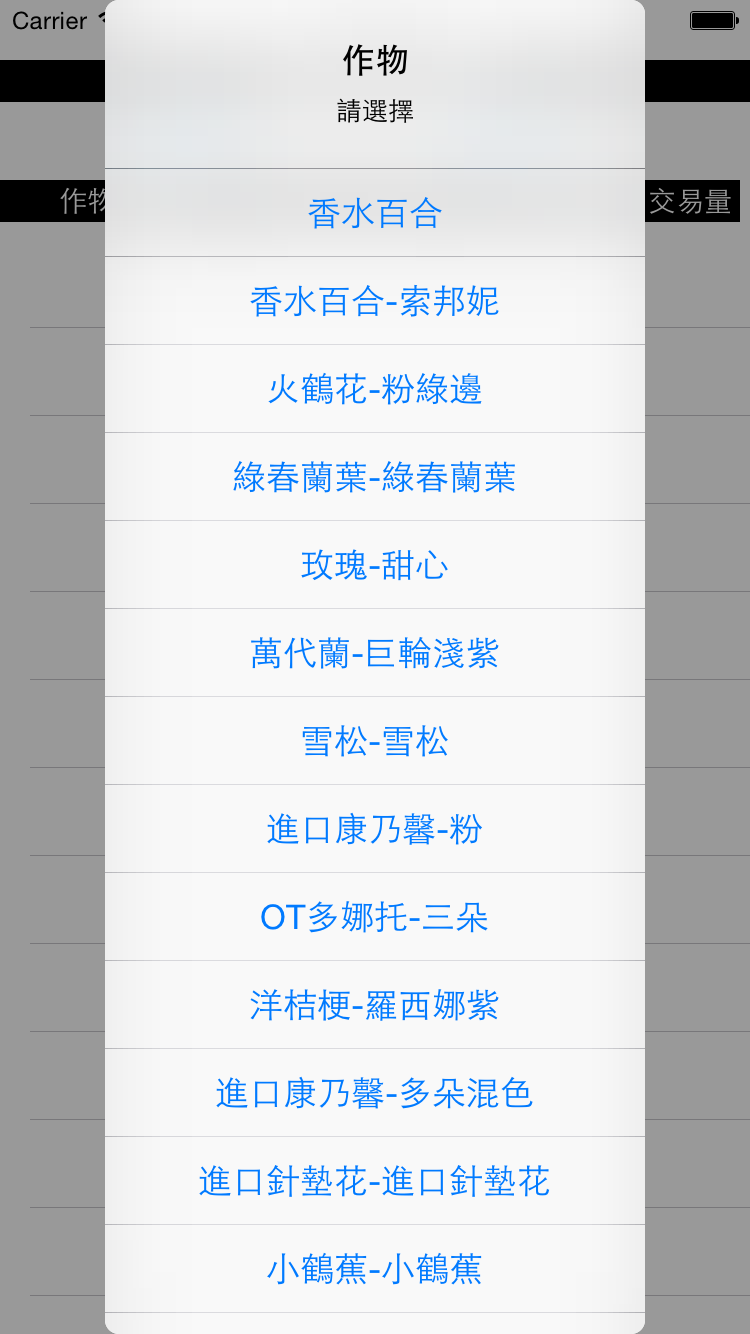 Carrier
作物
請選擇
作物
交易量
香水百合
香水百合-索邦妮
火鶴花-粉綠邊
綠春蘭葉-綠春蘭葉
玫瑰-甜心
萬代蘭-巨輪淺紫
雪松-雪松
進口康乃馨-粉
OT多娜托-三朵
洋桔梗-羅西娜紫
進口康乃馨-多朵混色
進口針墊花-進口針墊花
小鶴蕉-小鶴蕉